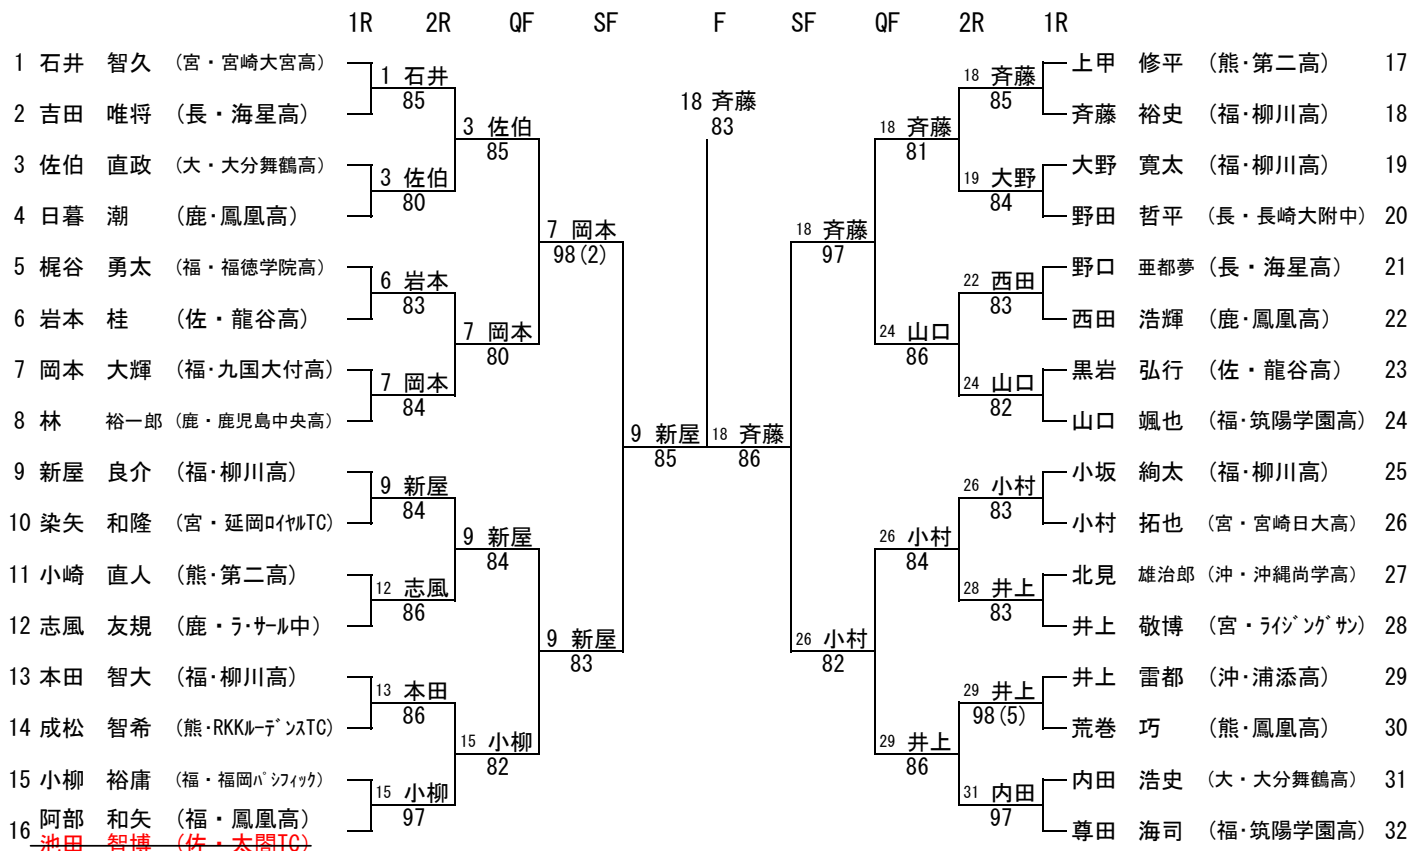 1R 2R QF SF F SF QF 2R 1R
1 石井 智久 (宮・宮崎大宮高)
2 吉田 唯将 (長・海星高)
3 佐伯 直政 (大・大分舞鶴高)
4 日暮 潮 (鹿・鳳凰高)
5 梶谷 勇太 (福・福徳学院高)
6 岩本 桂 (佐・龍谷高)
7 岡本 大輝 (福・九国大付高)
8 林 裕一郎 (鹿・鹿児島中央高)
9 新屋 良介 (福・柳川高)
10 染矢 和隆 (宮・延岡ロイヤルTC)
11 小崎 直人 (熊・第二高)
12 志風 友規 (鹿・ラ・サール中)
13 本田 智大 (福・柳川高)
14 成松 智希 (熊・RKKルーデンスTC)
15 小柳 裕庸 (福・福岡パシフィック)
16 阿部 和矢 (福・鳳凰高)
池田 智博 (佐・太閤TC)
1 石井
85
3 佐伯
80
6 岩本
83
7 岡本
84
9 新屋
84
12 志風
86
13 本田
86
15 小柳
97
3 佐伯
85
7 岡本
80
9 新屋
84
15 小柳
82
7 岡本
98(2)
9 新屋
83
9 新屋
85
18 斉藤
83
18 斉藤
86
18 斉藤
97
26 小村
82
18 斉藤
81
24 山口
86
26 小村
84
29 井上
86
18 斉藤
85
19 大野
84
22 西田
83
24 山口
82
26 小村
83
28 井上
83
29 井上
98(5)
31 内田
97
上甲 修平 (熊・第二高) 17
斉藤 裕史 (福・柳川高) 18
大野 寛太 (福・柳川高) 19
野田 哲平 (長・長崎大附中) 20
野口 亜都夢 (長・海星高) 21
西田 浩輝 (鹿・鳳凰高) 22
黒岩 弘行 (佐・龍谷高) 23
山口 颯也 (福・筑陽学園高) 24
小坂 絢太 (福・柳川高) 25
小村 拓也 (宮・宮崎日大高) 26
北見 雄治郎 (沖・沖縄尚学高) 27
井上 敬博 (宮・ライジングサン) 28
井上 雷都 (沖・浦添高) 29
荒巻 巧 (熊・鳳凰高) 30
内田 浩史 (大・大分舞鶴高) 31
尊田 海司 (福・筑陽学園高) 32